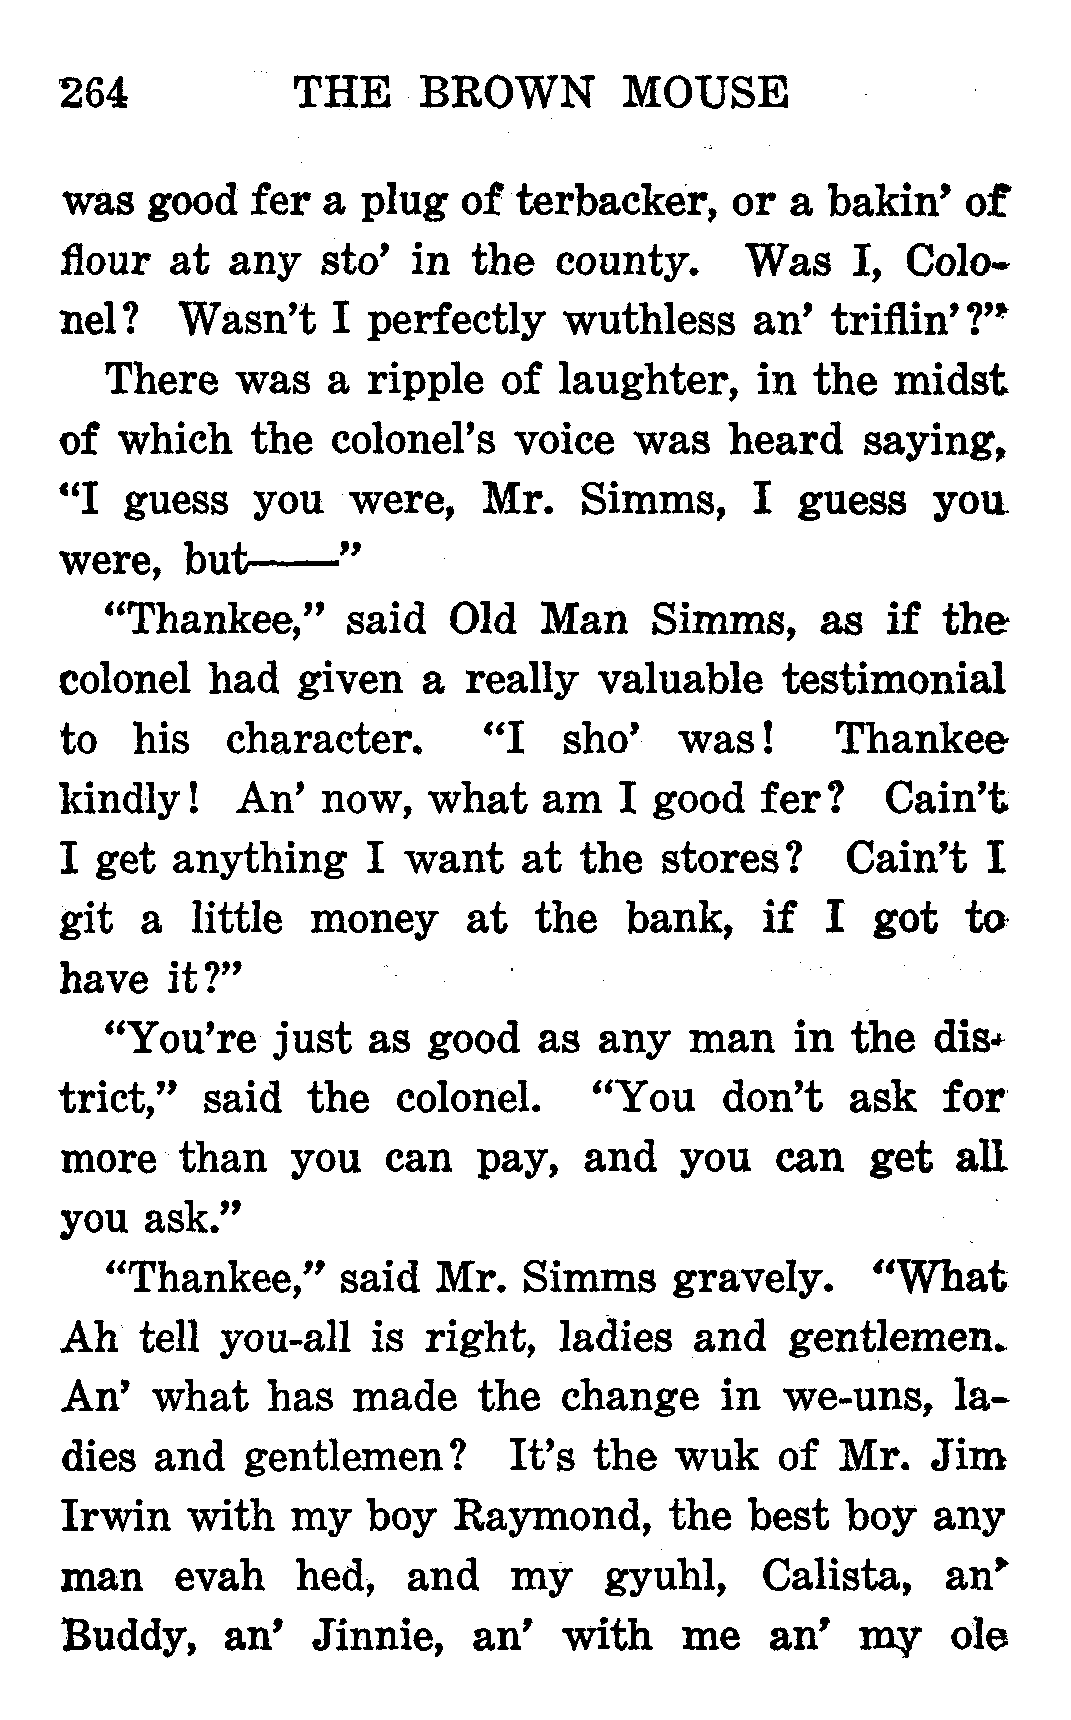 264 THE BROWN MOUSE
was good fer a plug of terbacker, or a bakin' of
flour at any sto' in the county. Was I, Colo-
nel? Wasn't I perfectly wuthless an' triflin'?"
There was a ripple of laughter, in the midst
of which the colonel's voice was heard saying,
"I guess you were, Mr. Simms, I guess you
were, but——"
"Thankee," said Old Man Simms, as if the
colonel had given a really valuable testimonial
to his character. "I sho' was! Thankee
kindly! An' now, what am I good fer? Cain't
I get anything I want at the stores? Cain't I
git a little money at the bank, if I got to
have it?"
"You're just as good as any man in the dis-
trict," said the colonel. "You don't ask for
more than you can pay, and you can get all
you ask."
"Thankee," said Mr. Simms gravely. "What
Ah tell you-all is right, ladies and gentlemen.
An' what has made the change in we-uns, la-
dies and gentlemen? It's the wuk of Mr. Jim
Irwin with my boy Raymond, the best boy any
man evah hed, and my gyuhl, Calista, an'
Buddy, an' Jinnie, an' with me an' my ole